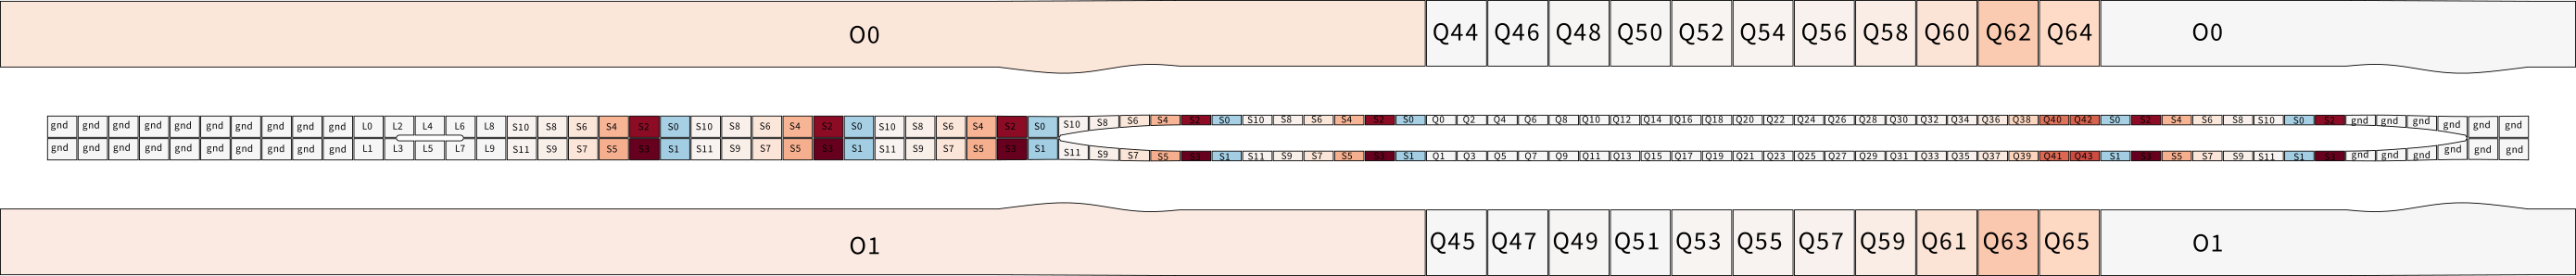 O0 Q44 Q46 Q48 Q50 Q52 Q54 Q56 Q58 Q60 Q62 Q64 O0
gnd gnd gnd gnd gnd gnd gnd gnd gnd gnd L0 L2 L4 L6 L8 S10 S8 S6 S4 S2 S0 S10 S8 S6 S4 S2 S0 S10 S8 S6 S4 S2 S0 S10 S8 S6 S4 S2 S0 S10 S8 S6 S4 S2 S0 Q0 Q2 Q4 Q6 Q8 Q10 Q12 Q14 Q16 Q18 Q20 Q22 Q24 Q26 Q28 Q30 Q32 Q34 Q36 Q38 Q40 Q42 S0 S2 S4 S6 S8 S10 S0 S2 gnd gnd gnd gnd gnd gnd
gnd gnd gnd gnd gnd gnd gnd gnd gnd gnd L1 L3 L5 L7 L9 S11 S9 S7 S5 S3 S1 S11 S9 S7 S5 S3 S1 S11 S9 S7 S5 S3 S1 S11 S9 S7 S5 S3 S1 S11 S9 S7 S5 S3 S1 Q1 Q3 Q5 Q7 Q9 Q11 Q13 Q15 Q17 Q19 Q21 Q23 Q25 Q27 Q29 Q31 Q33 Q35 Q37 Q39 Q41 Q43 S1 S3 S5 S7 S9 S11 S1 S3 gnd gnd gnd gnd gnd gnd
O1 Q45 Q47 Q49 Q51 Q53 Q55 Q57 Q59 Q61 Q63 Q65 O1